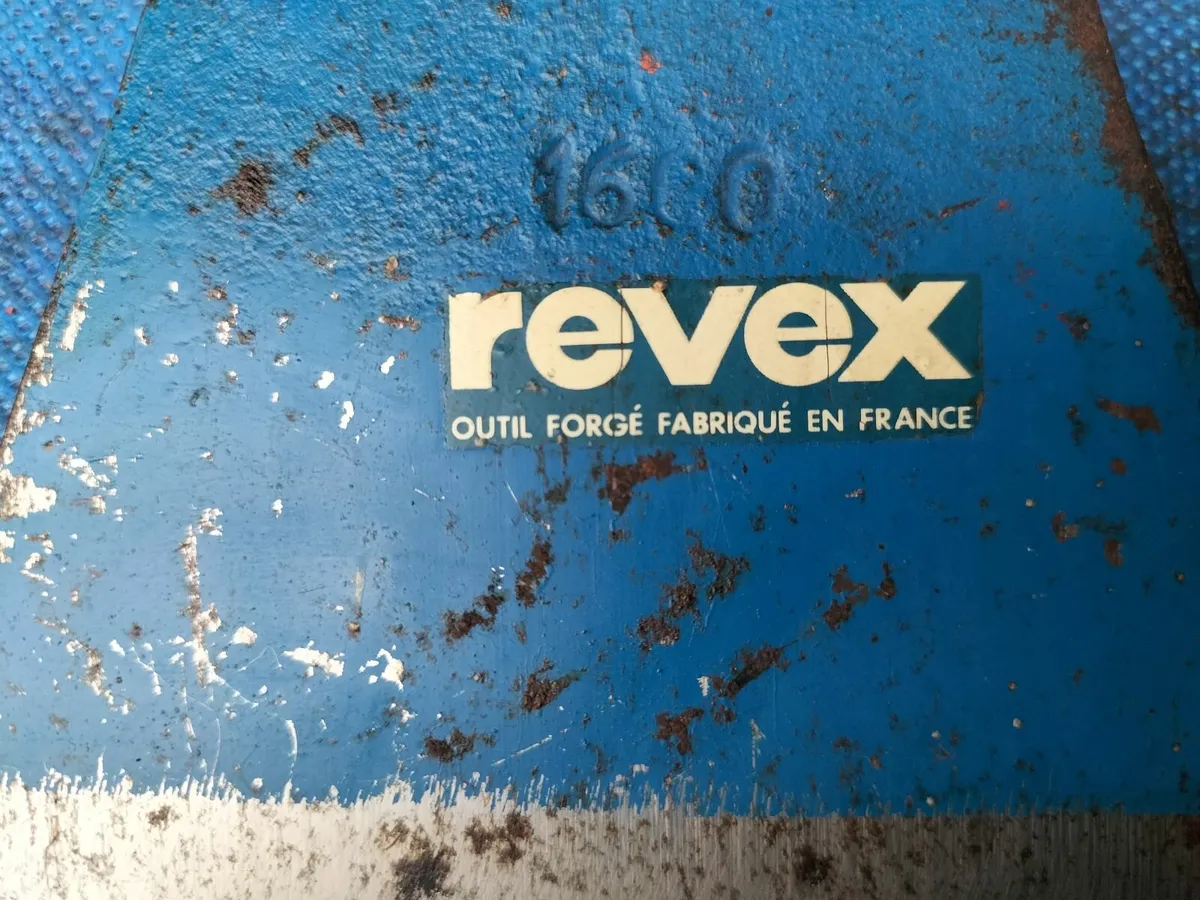 1600
revex
OUTIL FORGÉ FABRIQUÉ EN FRANCE